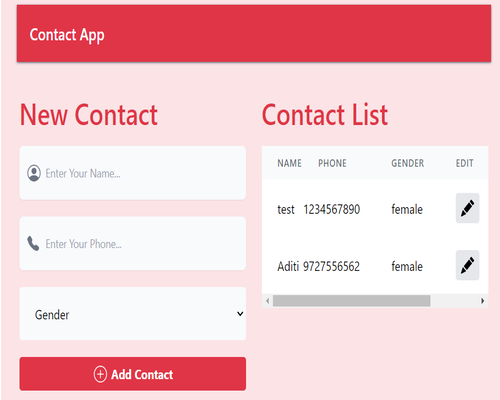 Contact App
New Contact
Enter Your Name...
Enter Your Phone...
Gender
Add Contact
Contact List
NAME PHONE GENDER EDIT
test 1234567890 female
Aditi 9727556562 female